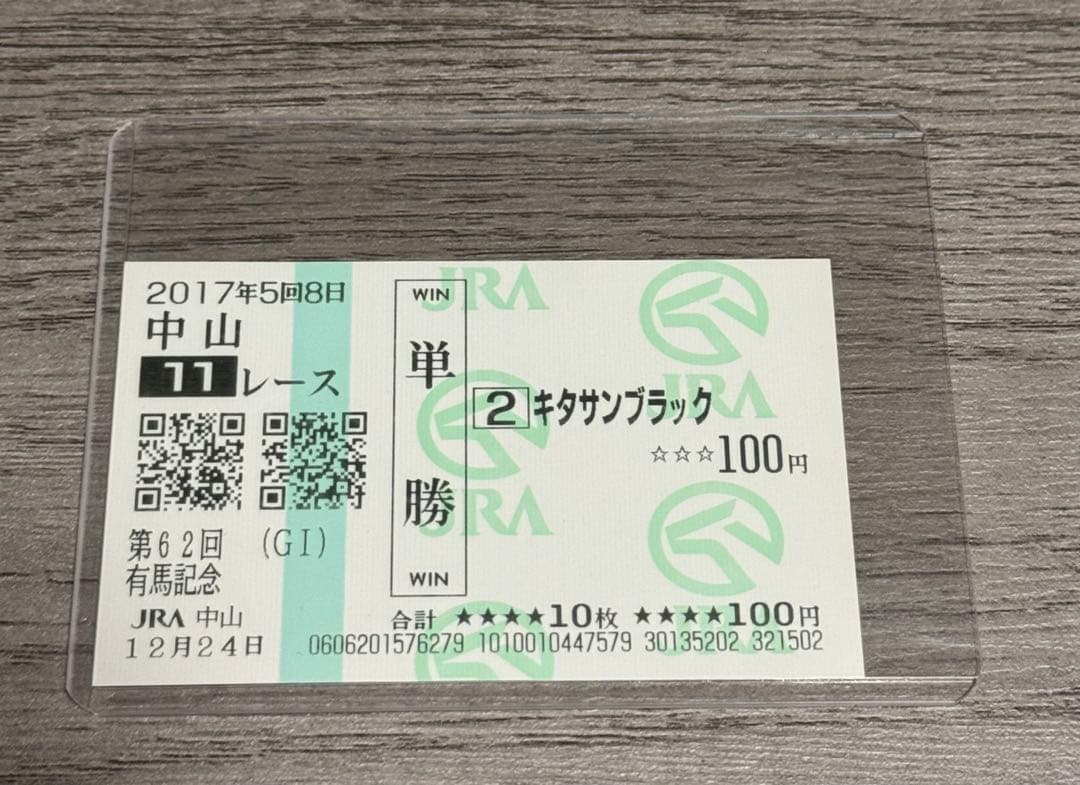 2017年5回8日
中山
11レース
第62回 (GI)
有馬記念
JRA 中山
12月24日
WIN
単
勝
WIN
2 キタサンブラック
☆☆☆100円
合計 ★★★★10枚 ★★★★100円
0606201576279 1010010447579 30135202 321502
JRA
JRA
JRA